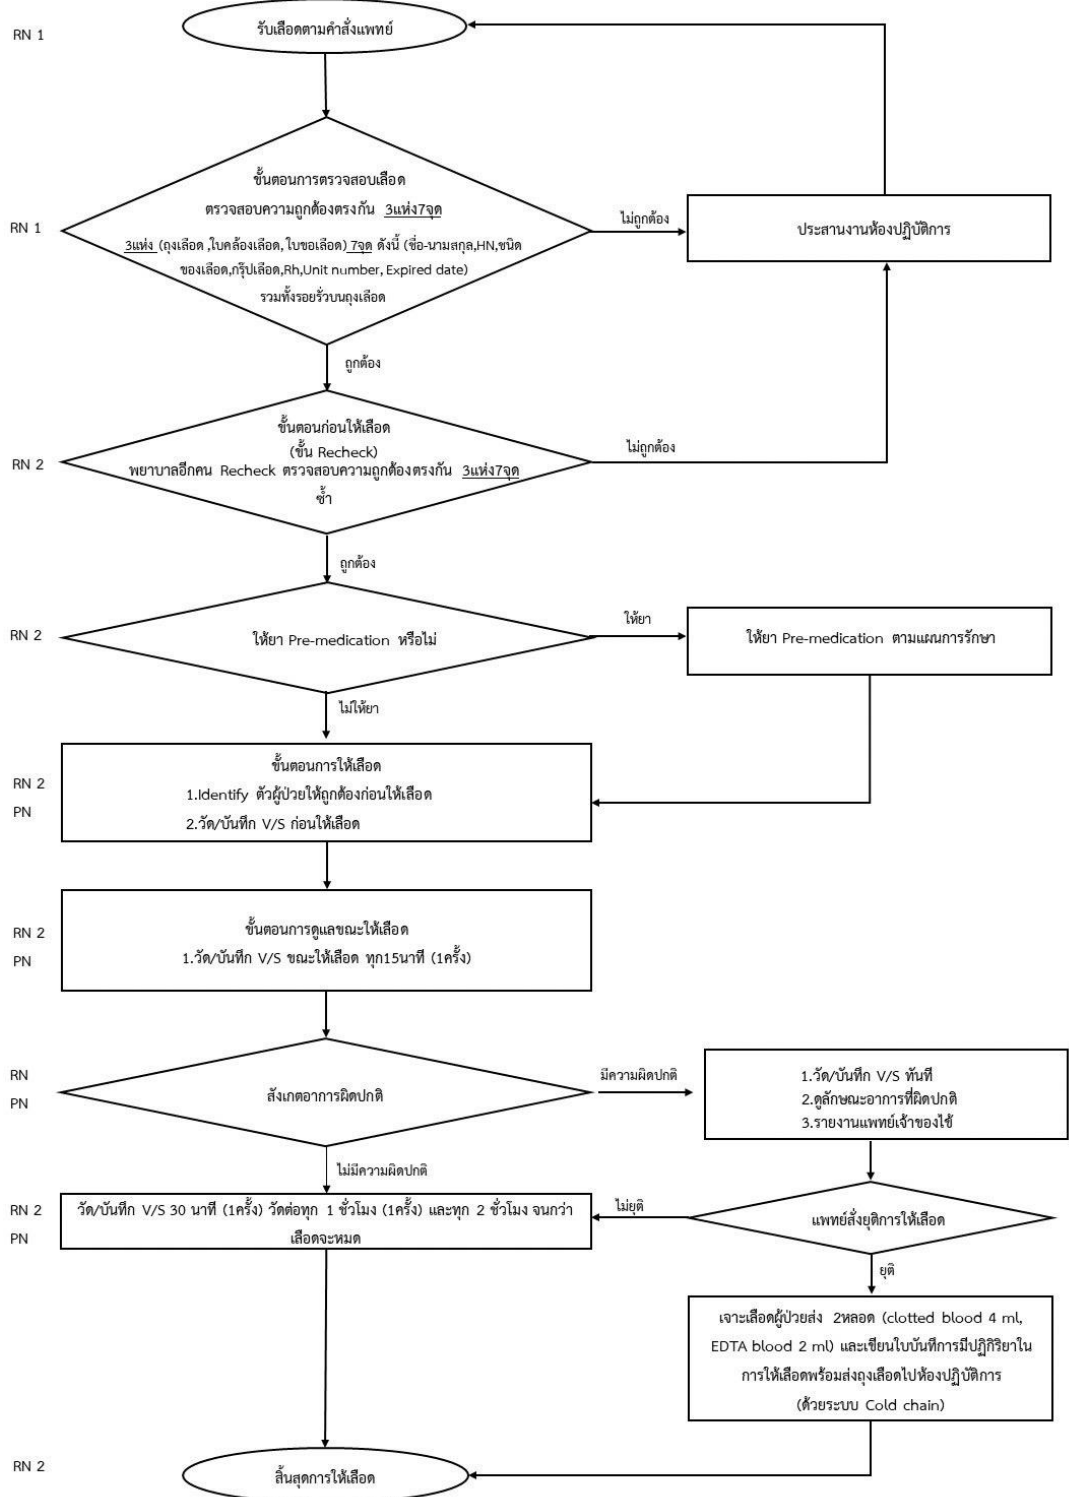 RN 1
รับเลือดตามคำสั่งแพทย์
ขั้นตอนการตรวจสอบเลือด
ตรวจสอบความถูกต้องตรงกัน 3แห่ง7จุด
RN 1
3แห่ง (ถุงเลือด ,ใบคล้องเลือด, ใบขอเลือด) 7จุด ดังนี้ (ชื่อ-นามสกุล,HN,ชนิด
ของเลือด,กรุ๊ปเลือด,Rh,Unit number, Expired date)
รวมทั้งรอยรั่วบนถุงเลือด
ไม่ถูกต้อง
ประสานงานห้องปฏิบัติการ
ถูกต้อง
ขั้นตอนก่อนให้เลือด
(ขั้น Recheck)
RN 2
พยาบาลอีกคน Recheck ตรวจสอบความถูกต้องตรงกัน 3แห่ง7จุด
ซ้ำ
ไม่ถูกต้อง
ถูกต้อง
RN 2
ให้ยา Pre-medication หรือไม่
ให้ยา
ให้ยา Pre-medication ตามแผนการรักษา
ไม่ให้ยา
RN 2
PN
ขั้นตอนการให้เลือด
1.Identify ตัวผู้ป่วยให้ถูกต้องก่อนให้เลือด
2.วัด/บันทึก V/S ก่อนให้เลือด
RN 2
PN
ขั้นตอนการดูแลขณะให้เลือด
1.วัด/บันทึก V/S ขณะให้เลือด ทุก15นาที (1ครั้ง)
RN
PN
สังเกตอาการผิดปกติ
มีความผิดปกติ
1.วัด/บันทึก V/S ทันที
2.ดูลักษณะอาการที่ผิดปกติ
3.รายงานแพทย์เจ้าของไข้
ไม่มีความผิดปกติ
RN 2
PN
วัด/บันทึก V/S 30 นาที (1ครั้ง) วัดต่อทุก 1 ชั่วโมง (1ครั้ง) และทุก 2 ชั่วโมง จนกว่า
เลือดจะหมด
ไม่ยุติ
แพทย์สั่งยุติการให้เลือด
ยุติ
เจาะเลือดผู้ป่วยส่ง 2หลอด (clotted blood 4 ml,
EDTA blood 2 ml) และเขียนใบบันทึการมีปฏิกิริยาใน
การให้เลือดพร้อมส่งถุงเลือดไปห้องปฏิบัติการ
(ด้วยระบบ Cold chain)
RN 2
สิ้นสุดการให้เลือด